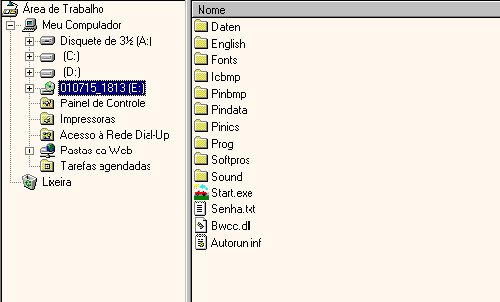 Área de Trabalho
Meu Computador
Disquete de 3½ (A:)
(C:)
(D:)
010715_1813 (E:)
Painel de Controle
Impressoras
Acesso à Rede Dial-Up
Pastas da Web
Tarefas agendadas
Lixeira
Nome
Daten
English
Fonts
Icbmp
Pinbmp
Pindata
Pinics
Prog
Softpros
Sound
Start.exe
Senha.txt
Bwcc.dll
Autorun.inf